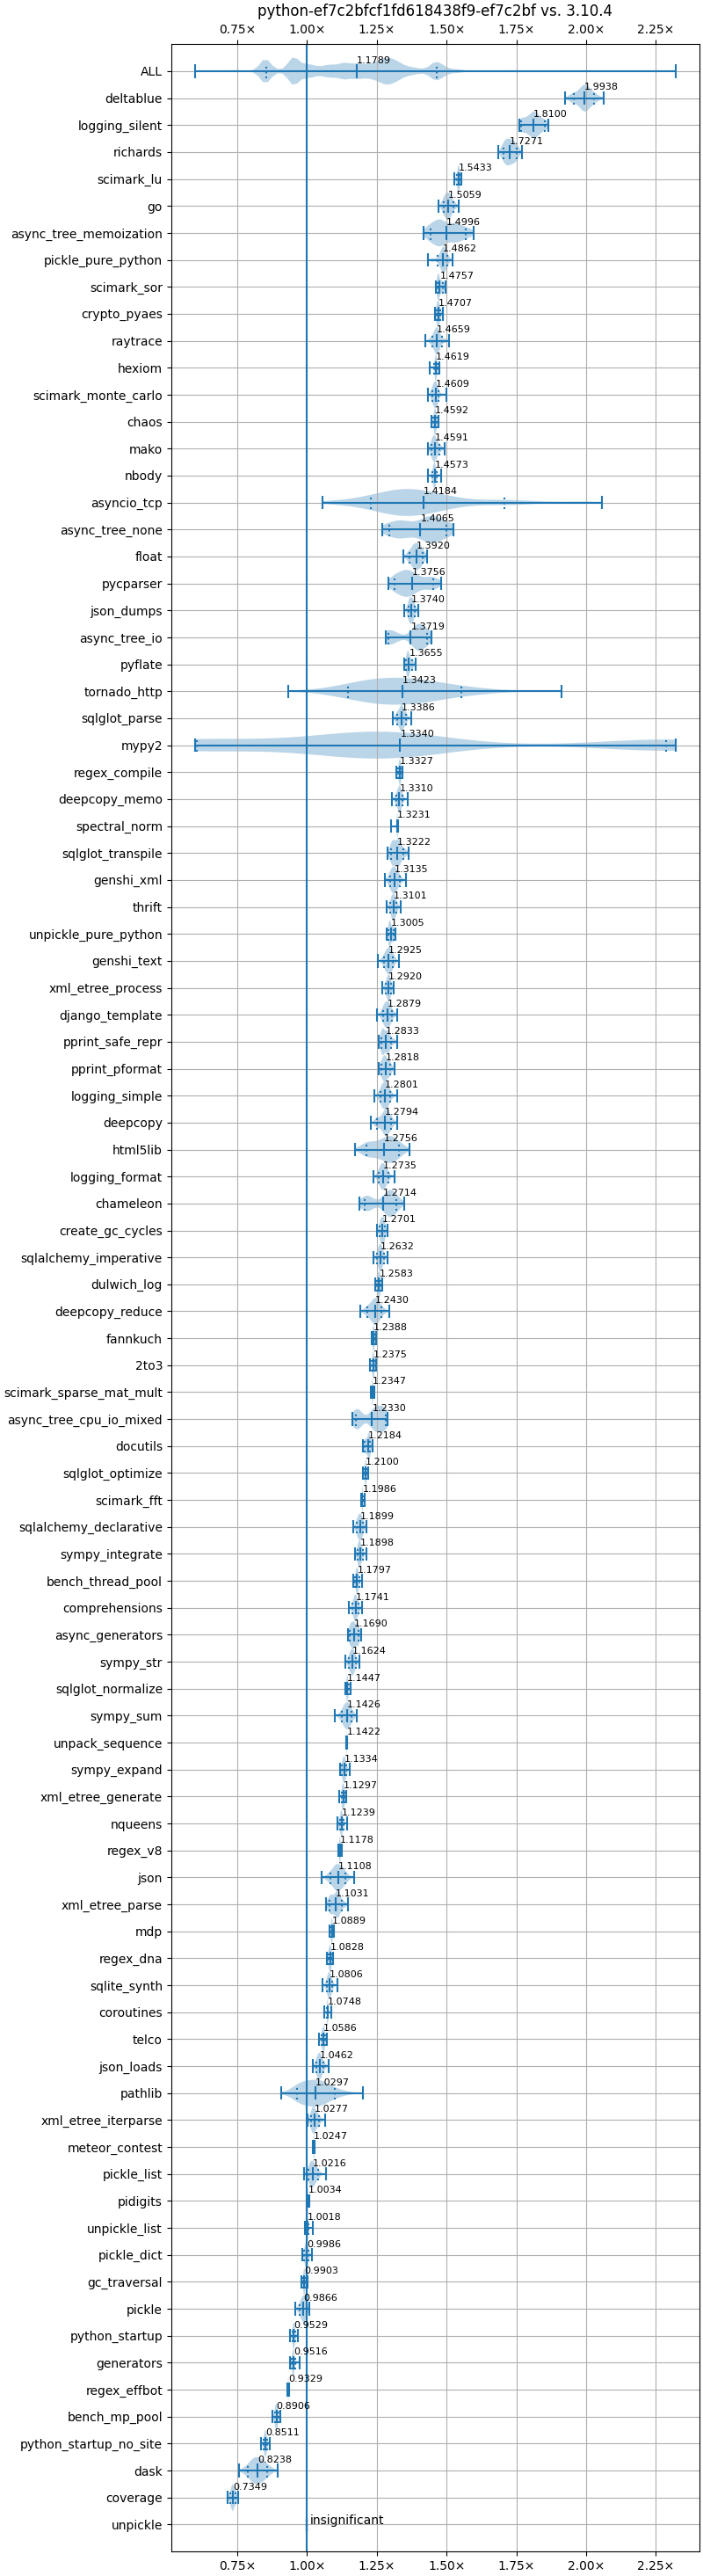 python-ef7c2bfcf1fd618438f9-ef7c2bf vs. 3.10.4
0.75× 1.00× 1.25× 1.50× 1.75× 2.00× 2.25×
ALL 1.1789
deltablue 1.9938
logging_silent 1.8100
richards 1.7271
scimark_lu 1.5433
go 1.5059
async_tree_memoization 1.4996
pickle_pure_python 1.4862
scimark_sor 1.4757
crypto_pyaes 1.4707
raytrace 1.4659
hexiom 1.4619
scimark_monte_carlo 1.4609
chaos 1.4592
mako 1.4591
nbody 1.4573
asyncio_tcp 1.4184
async_tree_none 1.4065
float 1.3920
pycparser 1.3756
json_dumps 1.3740
async_tree_io 1.3719
pyflate 1.3655
tornado_http 1.3423
sqlglot_parse 1.3386
mypy2 1.3340
regex_compile 1.3327
deepcopy_memo 1.3310
spectral_norm 1.3231
sqlglot_transpile 1.3222
genshi_xml 1.3135
thrift 1.3101
unpickle_pure_python 1.3005
genshi_text 1.2925
xml_etree_process 1.2920
django_template 1.2879
pprint_safe_repr 1.2833
pprint_pformat 1.2818
logging_simple 1.2801
deepcopy 1.2794
html5lib 1.2756
logging_format 1.2735
chameleon 1.2714
create_gc_cycles 1.2701
sqlalchemy_imperative 1.2632
dulwich_log 1.2583
deepcopy_reduce 1.2430
fannkuch 1.2388
2to3 1.2375
scimark_sparse_mat_mult 1.2347
async_tree_cpu_io_mixed 1.2330
docutils 1.2184
sqlglot_optimize 1.2100
scimark_fft 1.1986
sqlalchemy_declarative 1.1899
sympy_integrate 1.1898
bench_thread_pool 1.1797
comprehensions 1.1741
async_generators 1.1690
sympy_str 1.1624
sqlglot_normalize 1.1447
sympy_sum 1.1426
unpack_sequence 1.1422
sympy_expand 1.1334
xml_etree_generate 1.1297
nqueens 1.1239
regex_v8 1.1178
json 1.1108
xml_etree_parse 1.1031
mdp 1.0889
regex_dna 1.0828
sqlite_synth 1.0806
coroutines 1.0748
telco 1.0586
json_loads 1.0462
pathlib 1.0297
xml_etree_iterparse 1.0277
meteor_contest 1.0247
pickle_list 1.0216
pidigits 1.0034
unpickle_list 1.0018
pickle_dict 0.9986
gc_traversal 0.9903
pickle 0.9866
python_startup 0.9529
generators 0.9516
regex_effbot 0.9329
bench_mp_pool 0.8906
python_startup_no_site 0.8511
dask 0.8238
coverage 0.7349
unpickle insignificant
0.75× 1.00× 1.25× 1.50× 1.75× 2.00× 2.25×